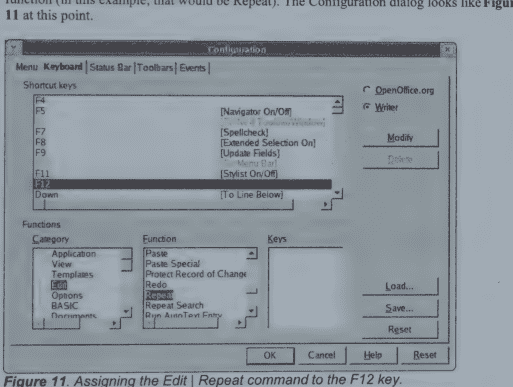 function (in this example, that would be Repeat). The Configuration dialog looks like Figur
11 at this point.
Configuration
Menu Keyboard Status Bar Toolbars Events
Shortcut keys
F4
F5 [Navigator On/Off]
F7 [Spellcheck]
F8 [Extended Selection On]
F9 [Update Fields]
[To Menu Bar]
F11 [Stylist On/Off]
F12
Down [To Line Below]
OpenOffice.org
Writer
Modify
Delete
Functions
Category Function Keys
Application
View
Templates
Edit
Options
BASIC
Documents
Paste
Paste Special
Protect Record of Change
Redo
Repeat
Repeat Search
Run AutoText Entry
Load...
Save...
Reset
OK Cancel Help Reset
Figure 11. Assigning the Edit | Repeat command to the F12 key.